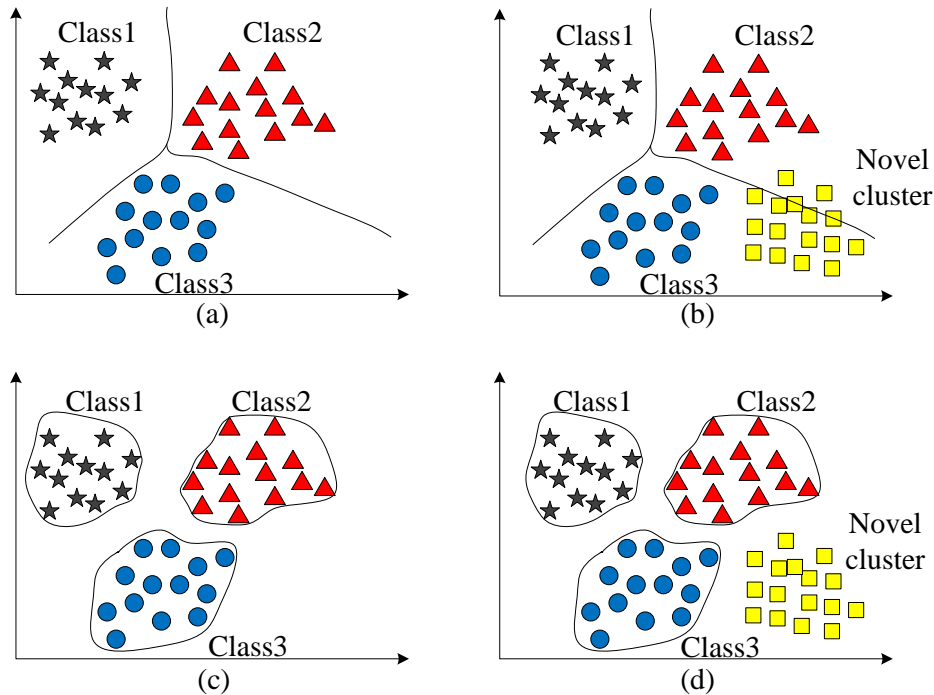 Class1
Class2
Class3
(a)
Class1
Class2
Novel
cluster
Class3
(b)
Class1
Class2
Class3
(c)
Class1
Class2
Novel
cluster
Class3
(d)